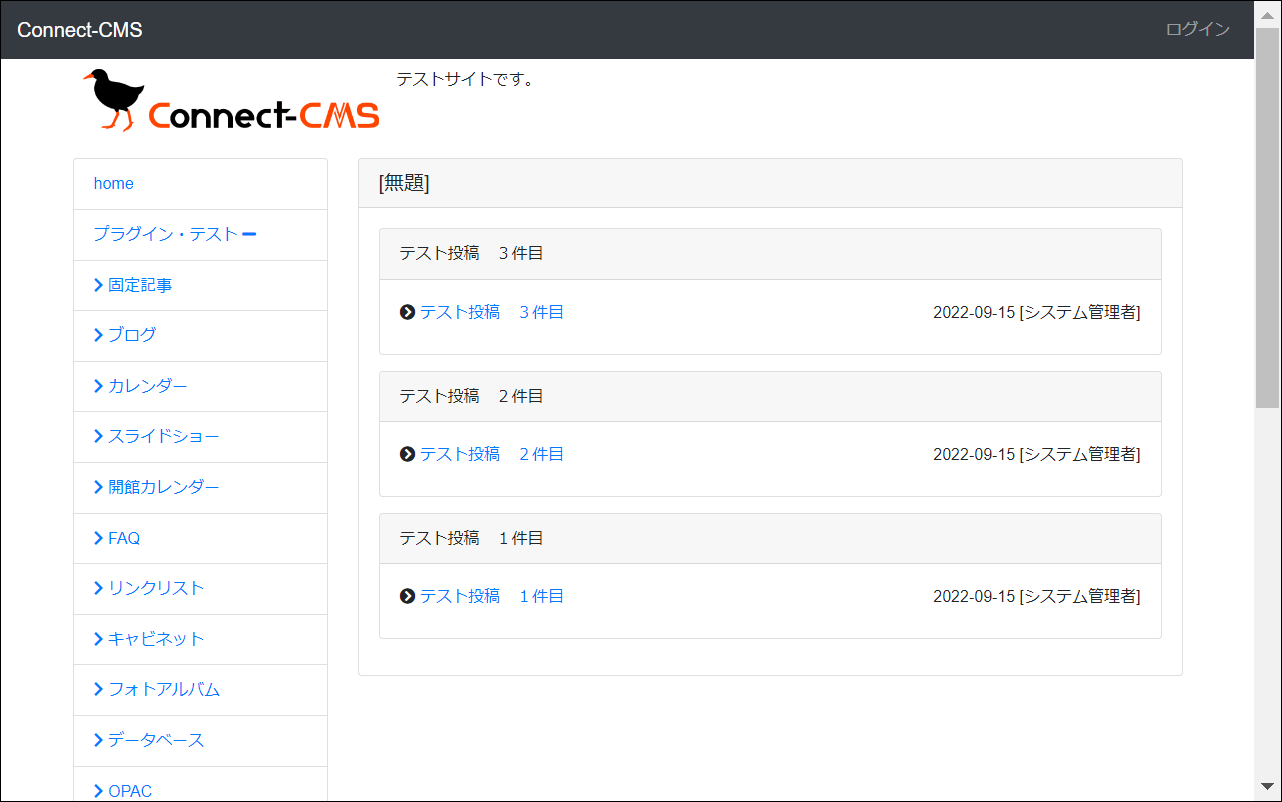 Connect-CMS
ログイン
Connect-CMS
テストサイトです。
home
プラグイン・テスト
固定記事
ブログ
カレンダー
スライドショー
開館カレンダー
FAQ
リンクリスト
キャビネット
フォトアルバム
データベース
OPAC
[無題]
テスト投稿　3件目
テスト投稿　3件目 2022-09-15 [システム管理者]
テスト投稿　2件目
テスト投稿　2件目 2022-09-15 [システム管理者]
テスト投稿　1件目
テスト投稿　1件目 2022-09-15 [システム管理者]